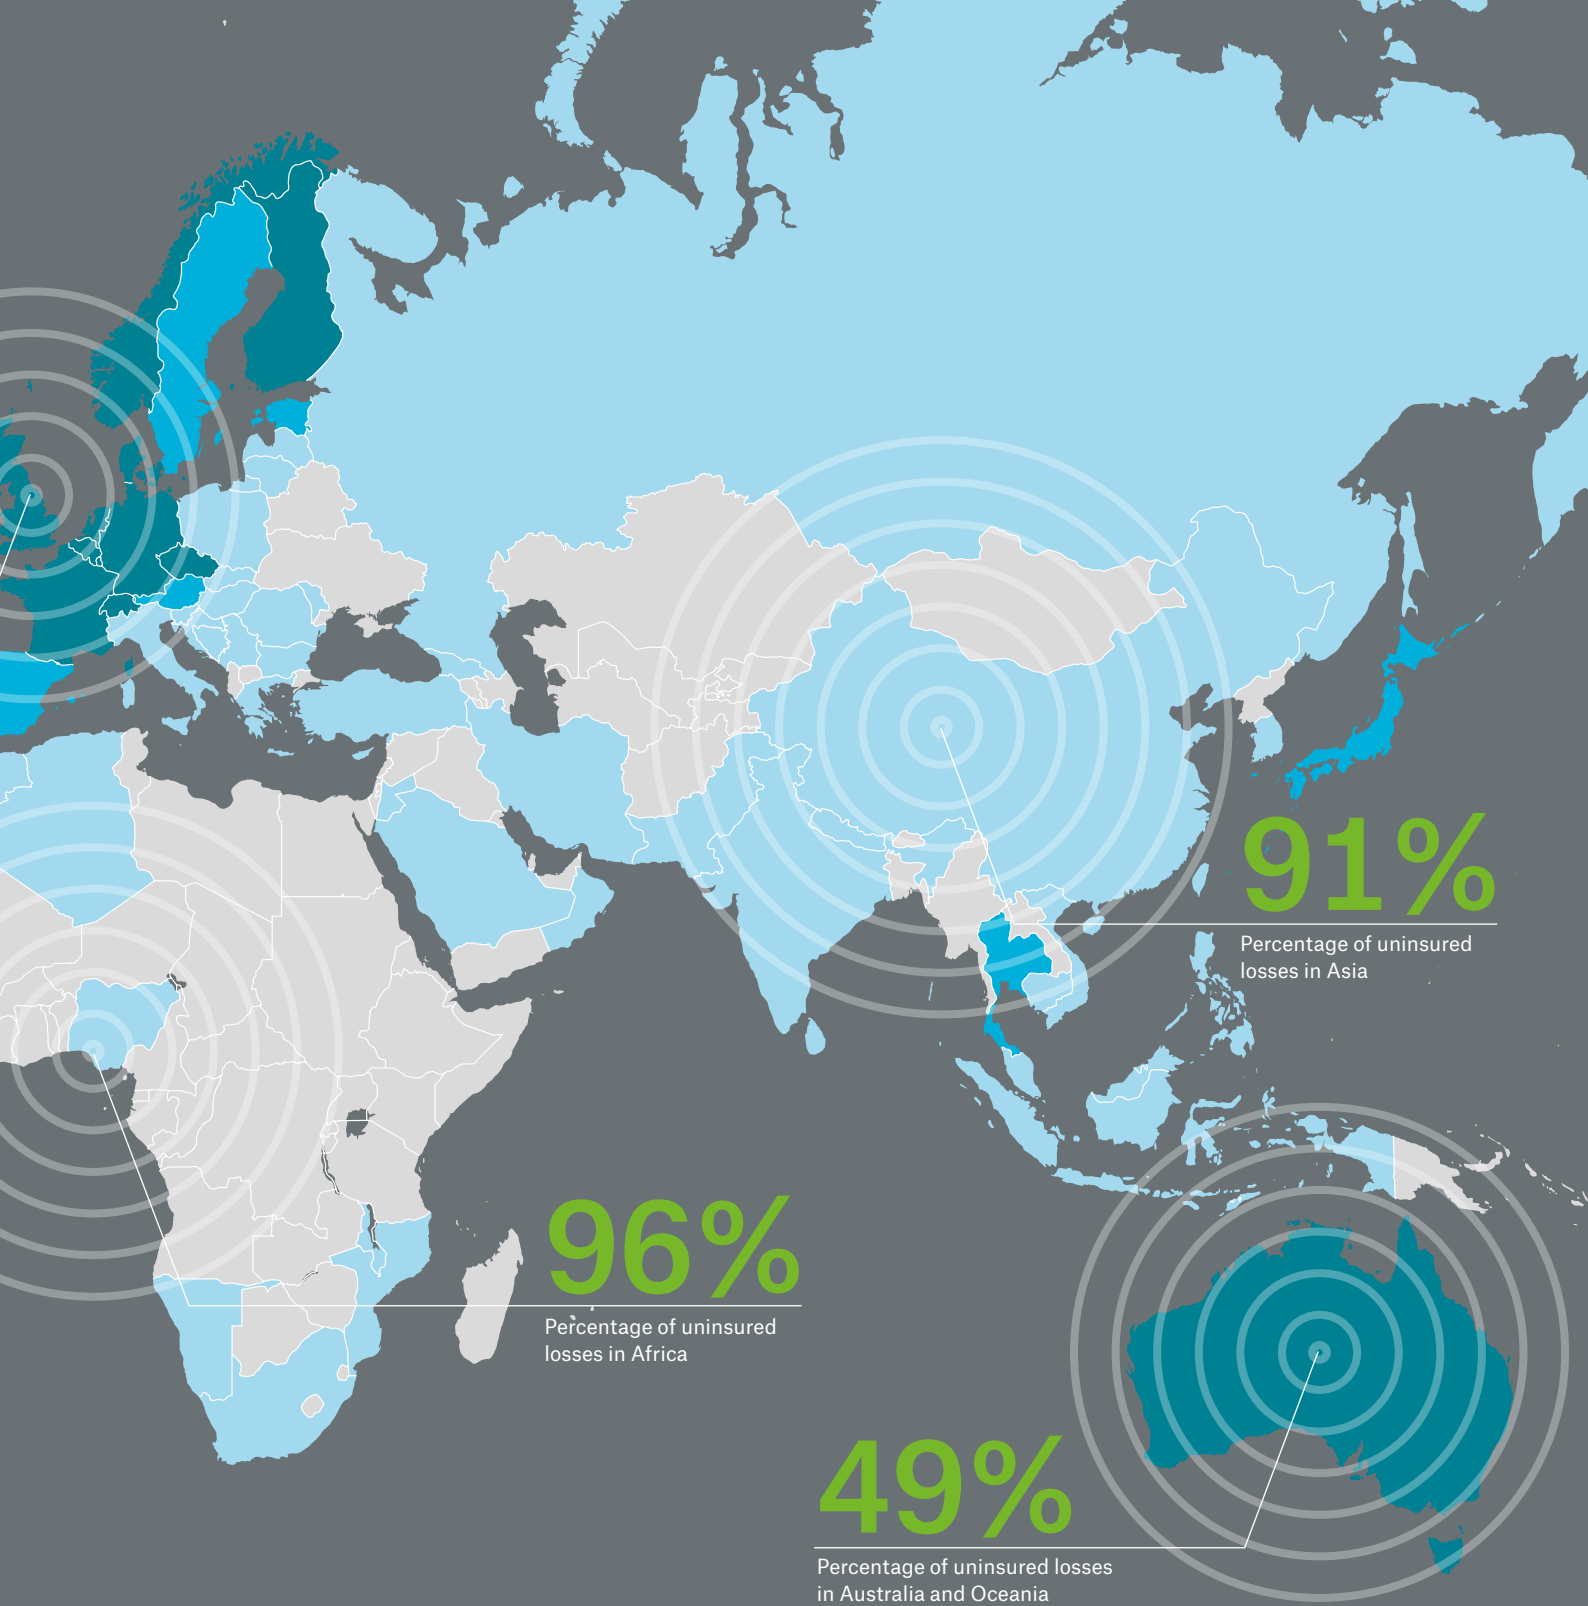 91%
Percentage of uninsured
losses in Asia
96%
Percentage of uninsured
losses in Africa
49%
Percentage of uninsured losses
in Australia and Oceania